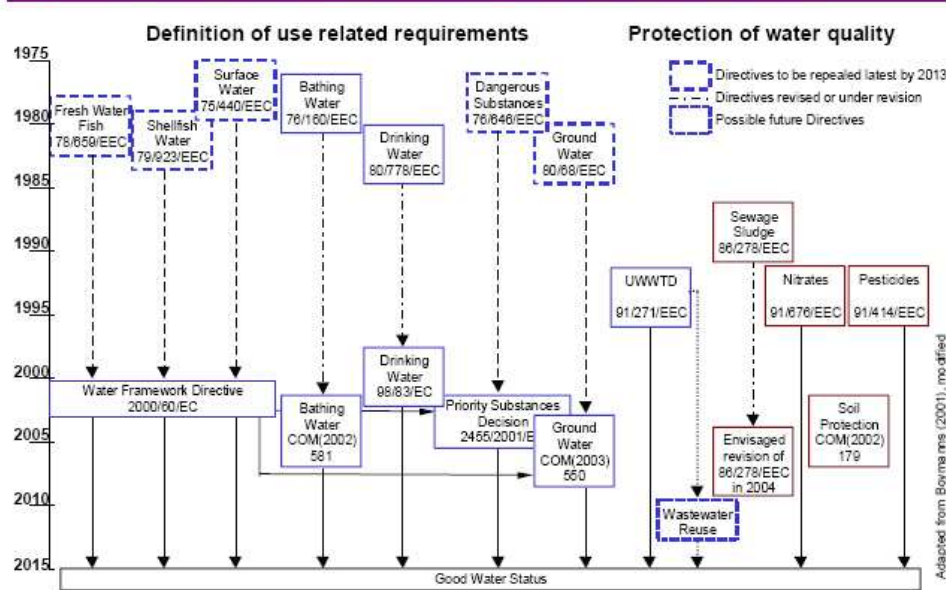 Definition of use related requirements
Protection of water quality
1975
1980
1985
1990
1995
2000
2005
2010
2015
Directives to be repealed latest by 2013
Directives revised or under revision
Possible future Directives
Fresh Water
Fish
78/659/EEC
Shellfish
Water
79/923/EEC
Surface
Water
75/440/EEC
Bathing
Water
76/160/EEC
Drinking
Water
80/778/EEC
Dangerous
Substances
76/646/EEC
Ground
Water
80/68/EEC
Sewage
Sludge
86/278/EEC
UWWTD
91/271/EEC
Nitrates
91/676/EEC
Pesticides
91/414/EEC
Water Framework Directive
2000/60/EC
Bathing
Water
COM(2002)
581
Drinking
Water
98/83/EC
Priority Substances
Decision
2455/2001/E
Ground
Water
COM(2003)
550
Envisaged
revision of
86/278/EEC
in 2004
Soil
Protection
COM(2002)
179
Wastewater
Reuse
Good Water Status
Adapted from Boymanns (2001), modified